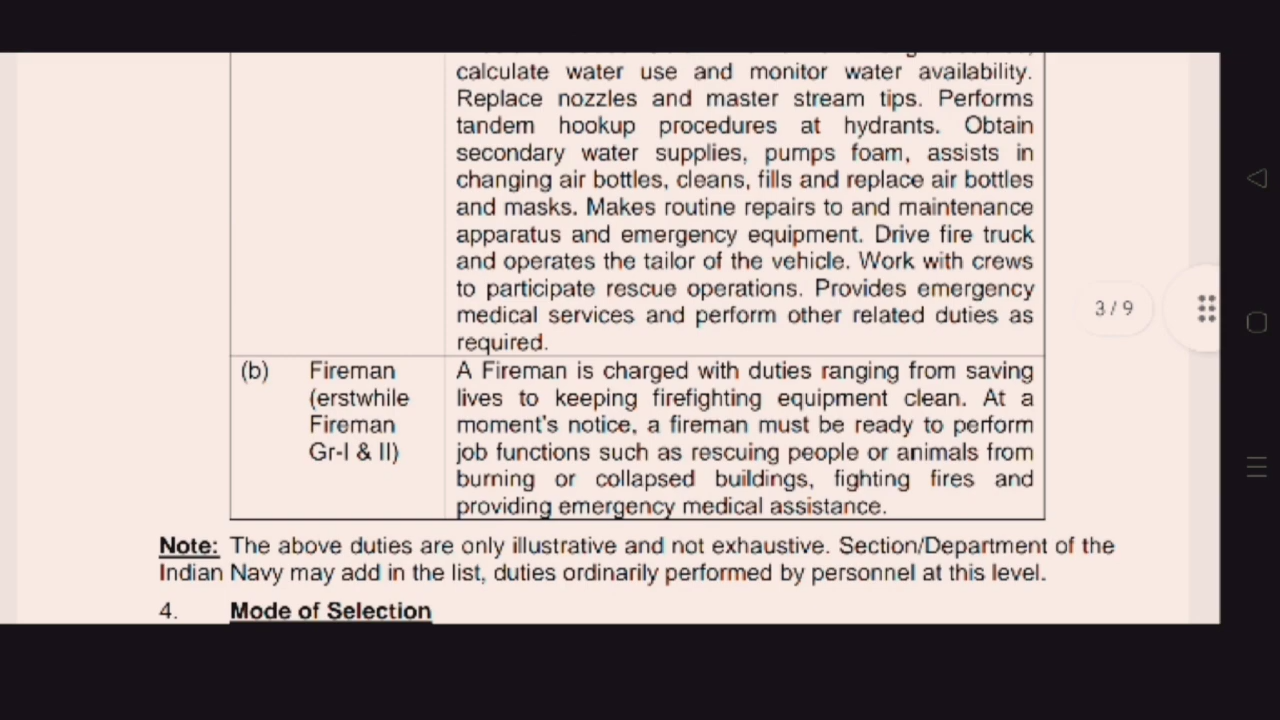 calculate water use and monitor water availability.
Replace nozzles and master stream tips. Performs
tandem hookup procedures at hydrants. Obtain
secondary water supplies, pumps foam, assists in
changing air bottles, cleans, fills and replace air bottles
and masks. Makes routine repairs to and maintenance
apparatus and emergency equipment. Drive fire truck
and operates the tailor of the vehicle. Work with crews
to participate rescue operations. Provides emergency
medical services and perform other related duties as
required.
3 / 9
(b) Fireman A Fireman is charged with duties ranging from saving
(erstwhile lives to keeping firefighting equipment clean. At a
Fireman moment's notice, a fireman must be ready to perform
Gr-I & II) job functions such as rescuing people or animals from
burning or collapsed buildings, fighting fires and
providing emergency medical assistance.
Note: The above duties are only illustrative and not exhaustive. Section/Department of the
Indian Navy may add in the list, duties ordinarily performed by personnel at this level.
4. Mode of Selection